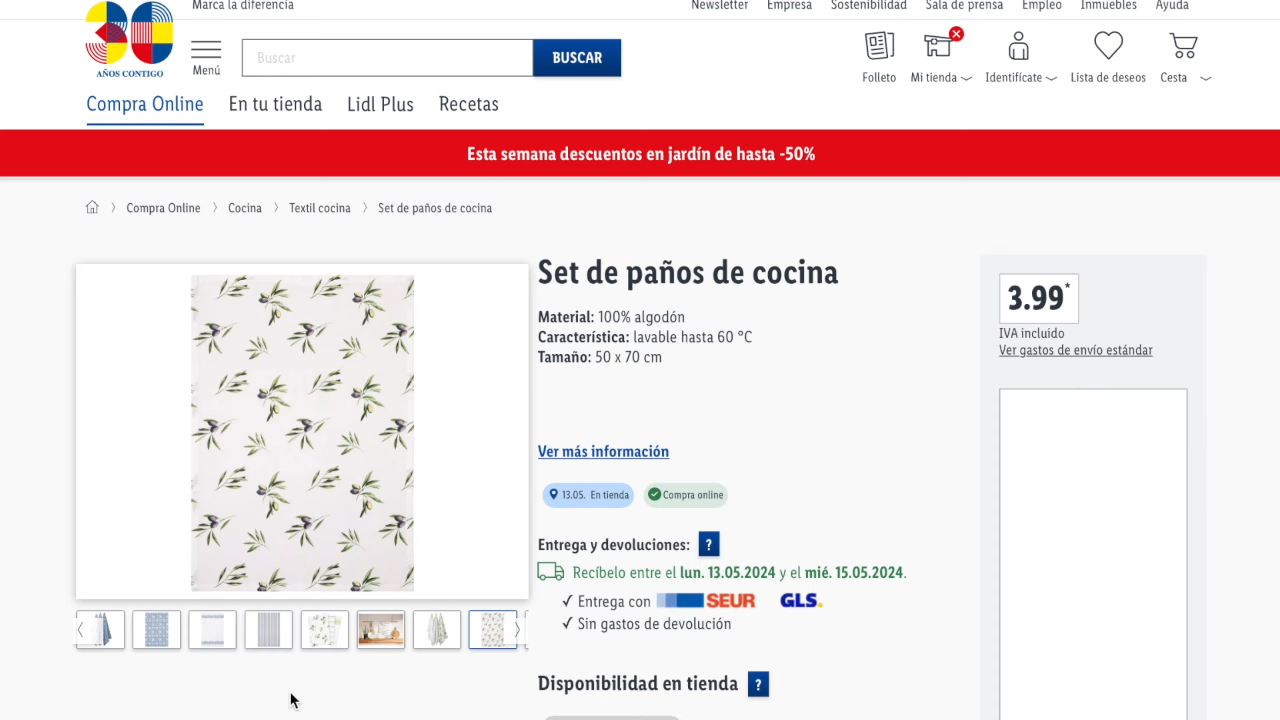 Marca la diferencia
Newsletter Empresa Sostenibilidad Sala de prensa Empleo Inmuebles Ayuda
30
AÑOS CONTIGO
Menú
Buscar
BUSCAR
Folleto
Mi tienda
Identifícate
Lista de deseos
Cesta
Compra Online
En tu tienda
Lidl Plus
Recetas
Esta semana descuentos en jardín de hasta -50%
Compra Online > Cocina > Textil cocina > Set de paños de cocina
Set de paños de cocina
Material: 100% algodón
Característica: lavable hasta 60 °C
Tamaño: 50 x 70 cm
Ver más información
13.05. En tienda
Compra online
Entrega y devoluciones: ?
Recíbelo entre el lun. 13.05.2024 y el mié. 15.05.2024.
✓ Entrega con SEUR GLS.
✓ Sin gastos de devolución
Disponibilidad en tienda ?
3.99*
IVA incluido
Ver gastos de envío estándar